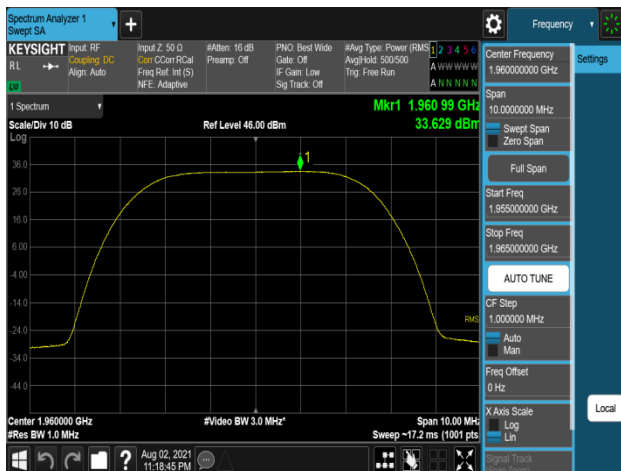 Spectrum Analyzer 1
Swept SA
Frequency
KEYSIGHT
RL
Input: RF
Coupling: DC
Align: Auto
Input Z: 50 Ω
Corr CCorr RCal
Freq Ref: Int (S)
NFE: Adaptive
#Atten: 16 dB
Preamp: Off
PNO: Best Wide
Gate: Off
IF Gain: Low
Sig Track: Off
#Avg Type: Power (RMS
Avg|Hold: 500/500
Trig: Free Run
1 2 3 4 5 6
A W W W W W
A N N N N N
1 Spectrum
Scale/Div 10 dB
Log
Ref Level 46.00 dBm
Mkr1 1.960 99 GHz
33.629 dBm
1
36.0
26.0
16.0
6.00
-4.00
-14.0
-24.0
-34.0
-44.0
RMS
Center 1.96000 GHz
#Res BW 1.0 MHz
#Video BW 3.0 MHz*
Span 10.00 MHz
Sweep ~17.2 ms (1001 pts
Aug 02, 2021
11:18:45 PM
Center Frequency
1.960000000 GHz
Span
10.0000000 MHz
Swept Span
Zero Span
Full Span
Start Freq
1.955000000 GHz
Stop Freq
1.965000000 GHz
AUTO TUNE
CF Step
1.000000 MHz
Auto
Man
Freq Offset
0 Hz
X Axis Scale
Log
Lin
Signal Track
Settings
Local